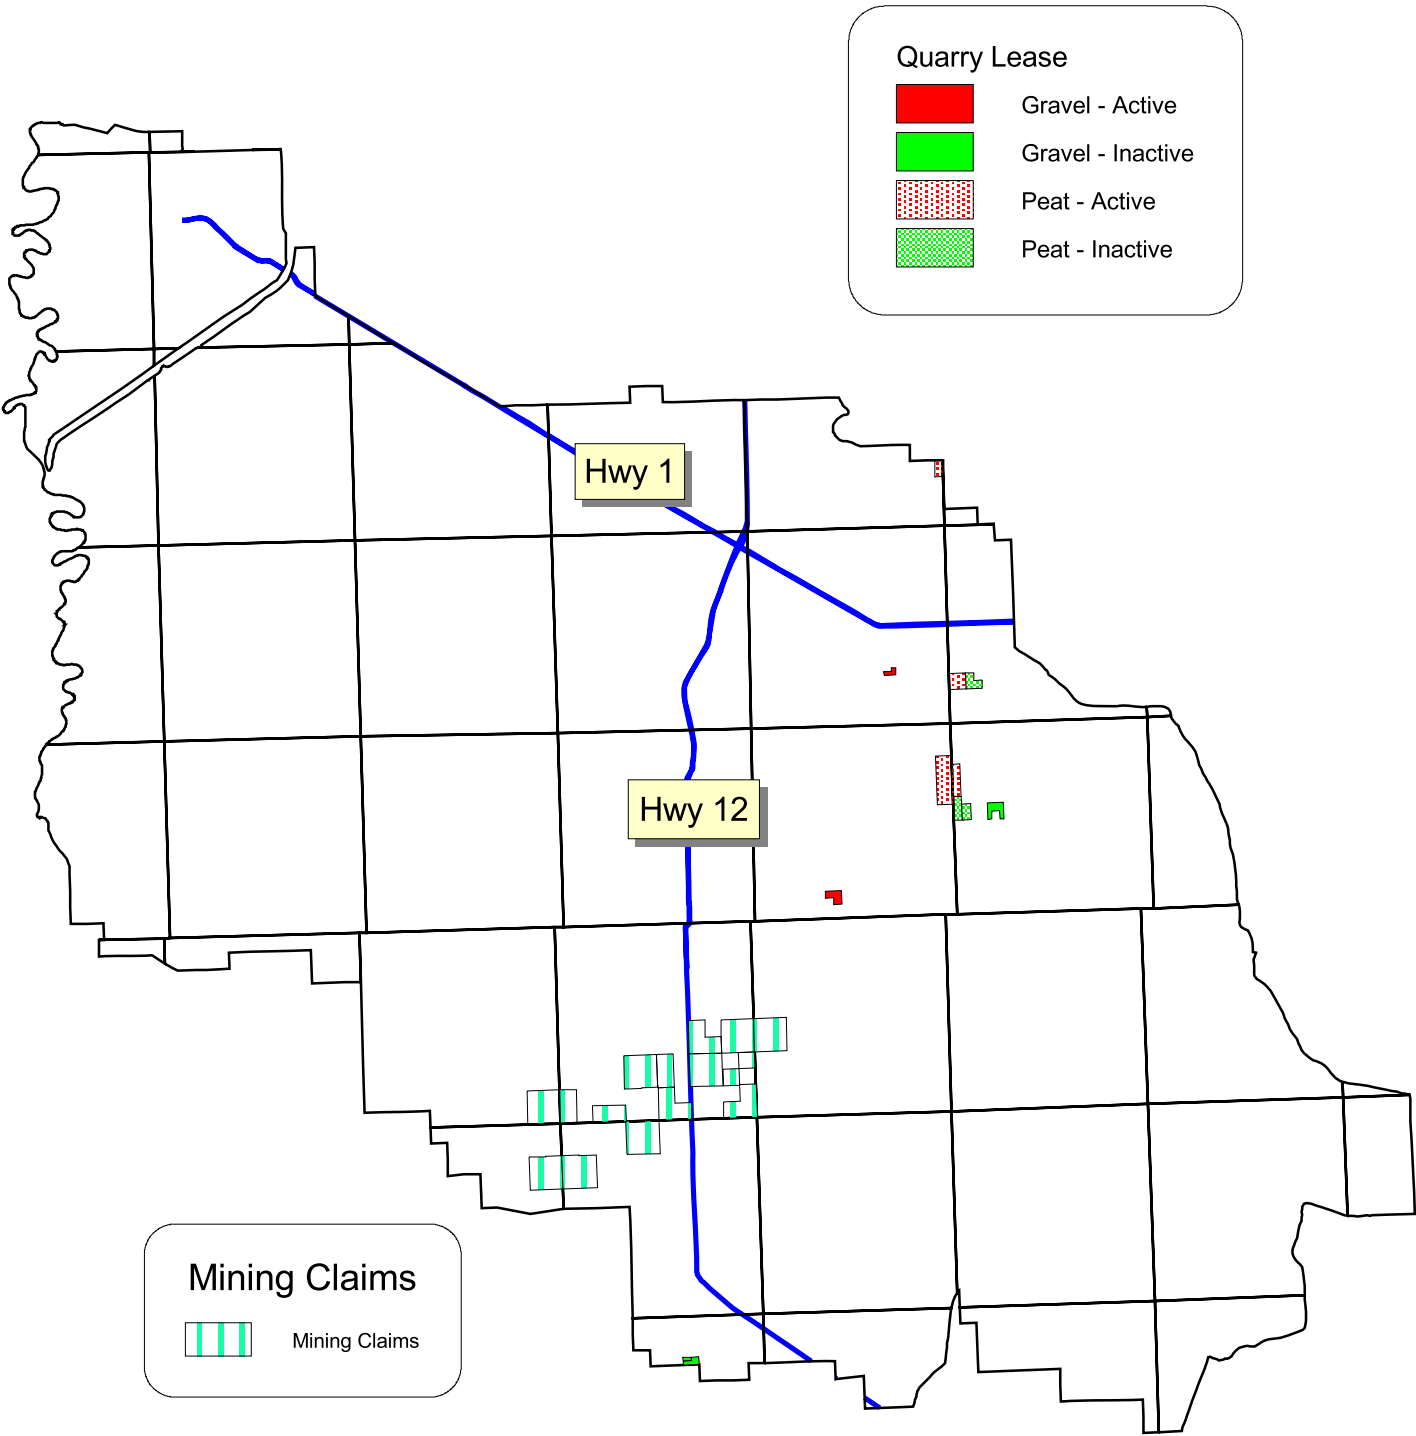 Quarry Lease
Gravel - Active
Gravel - Inactive
Peat - Active
Peat - Inactive
Hwy 1
Hwy 12
Mining Claims
Mining Claims